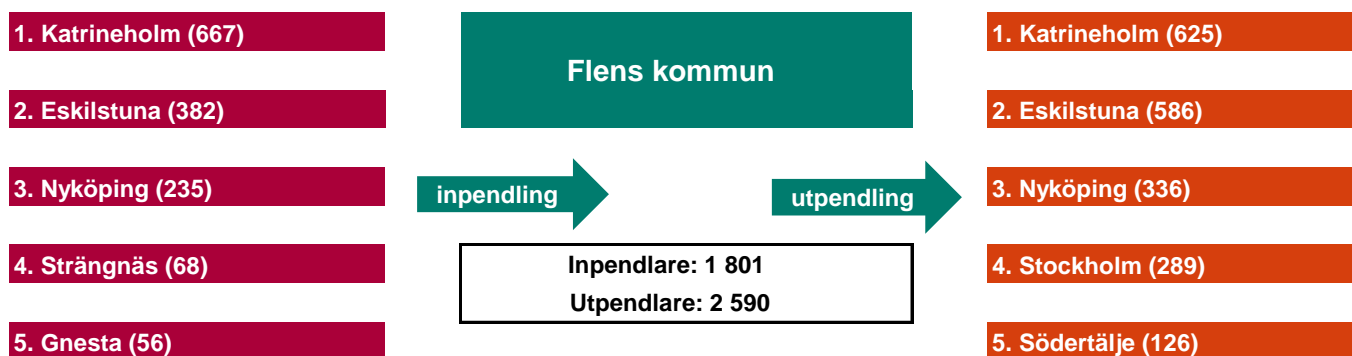 1. Katrineholm (667)
2. Eskilstuna (382)
3. Nyköping (235)
4. Strängnäs (68)
5. Gnesta (56)
Flens kommun
inpendling
utpendling
Inpendlare: 1 801
Utpendlare: 2 590
1. Katrineholm (625)
2. Eskilstuna (586)
3. Nyköping (336)
4. Stockholm (289)
5. Södertälje (126)